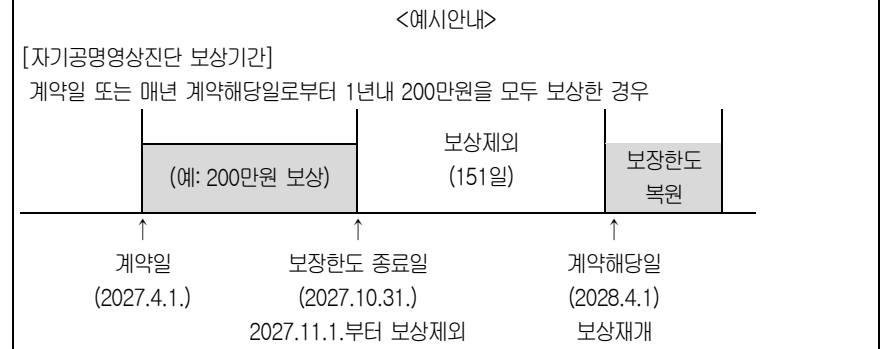 <예시안내>
[자기공명영상진단 보상기간]
계약일 또는 매년 계약해당일로부터 1년내 200만원을 모두 보상한 경우
(예: 200만원 보상)
보상제외
(151일)
보장한도
복원
↑ ↑ ↑
계약일 보장한도 종료일 계약해당일
(2027.4.1.) (2027.10.31.) (2028.4.1)
2027.11.1.부터 보상제외 보상재개